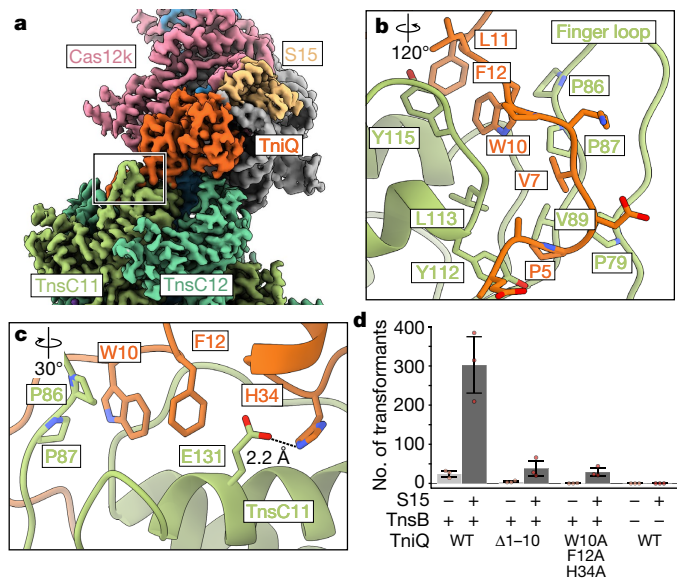 a
Cas12k
S15
TniQ
TnsC11
TnsC12
b
120°
L11
Finger loop
F12
P86
Y115
W10
P87
V7
L113
V89
Y112
P5
P79
c
30°
W10
F12
P86
H34
P87
E131
2.2 Å
TnsC11
d
No. of transformants
400
300
200
100
0
S15 – + – + – + – +
TnsB + + + + + + – –
TniQ WT Δ1–10 W10A WT
F12A
H34A